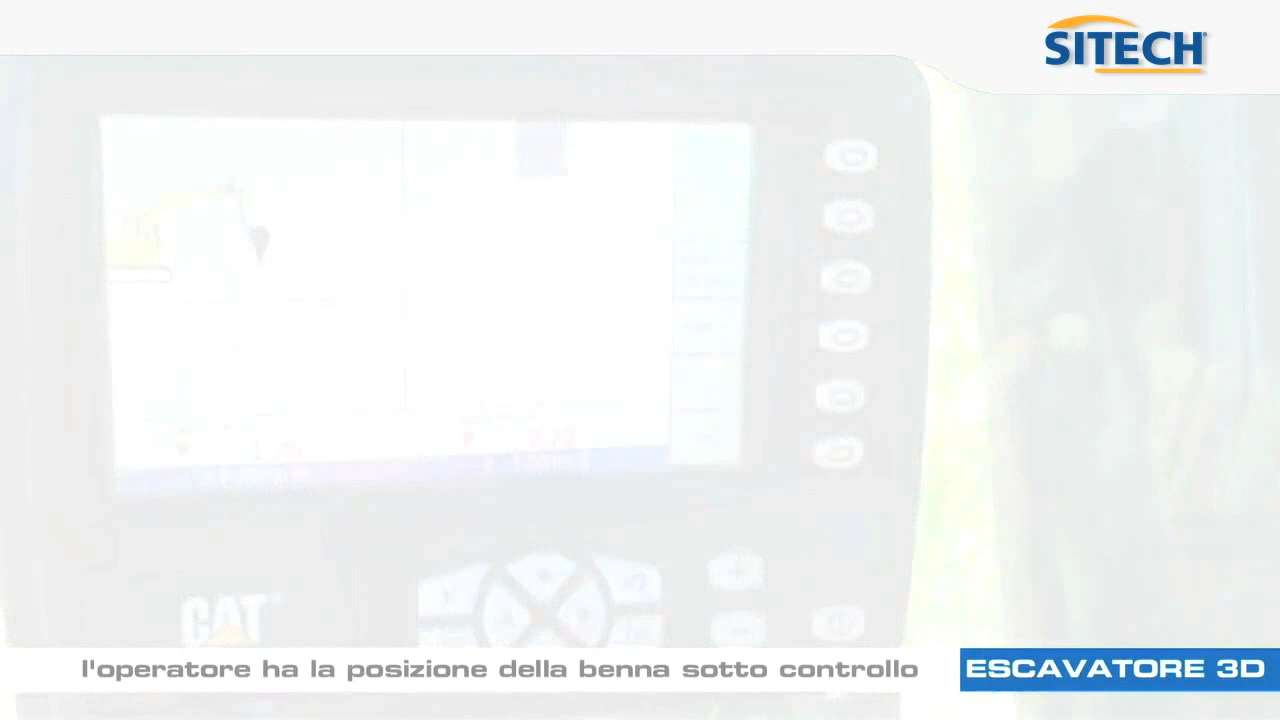 SITECH
CAT
l'operatore ha la posizione della benna sotto controllo
ESCAVATORE 3D